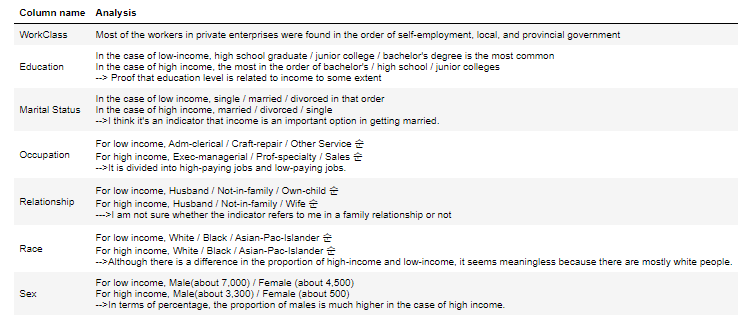 Column name Analysis
WorkClass Most of the workers in private enterprises were found in the order of self-employment, local, and provincial government
In the case of low-income, high school graduate / junior college / bachelor's degree is the most common
Education In the case of high income, the most in the order of bachelor's / high school / junior colleges
--> Proof that education level is related to income to some extent
In the case of low income, single / married / divorced in that order
Marital Status In the case of high income, married / divorced / single
-->I think it's an indicator that income is an important option in getting married.
For low income, Adm-clerical / Craft-repair / Other Service 순
Occupation For high income, Exec-managerial / Prof-specialty / Sales 순
-->It is divided into high-paying jobs and low-paying jobs.
For low income, Husband / Not-in-family / Own-child 순
Relationship For high income, Husband / Not-in-family / Wife 순
--->I am not sure whether the indicator refers to me in a family relationship or not
For low income, White / Black / Asian-Pac-Islander 순
Race For high income, White / Black / Asian-Pac-Islander 순
-->Although there is a difference in the proportion of high-income and low-income, it seems meaningless because there are mostly white people.
For low income, Male(about 7,000) / Female (about 4,500)
Sex For high income, Male(about 3,300) / Female (about 500)
-->In terms of percentage, the proportion of males is much higher in the case of high income.